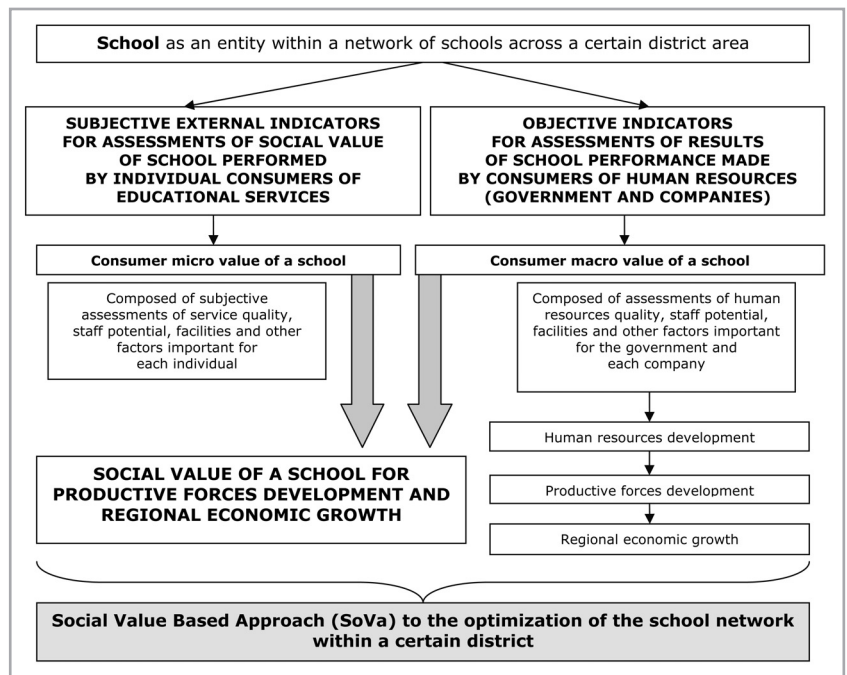 School as an entity within a network of schools across a certain district area
SUBJECTIVE EXTERNAL INDICATORS
FOR ASSESSMENTS OF SOCIAL VALUE
OF SCHOOL PERFORMED
BY INDIVIDUAL CONSUMERS OF
EDUCATIONAL SERVICES
OBJECTIVE INDICATORS
FOR ASSESSMENTS OF RESULTS
OF SCHOOL PERFORMANCE MADE
BY CONSUMERS OF HUMAN RESOURCES
(GOVERNMENT AND COMPANIES)
Consumer micro value of a school
Consumer macro value of a school
Composed of subjective
assessments of service quality,
staff potential, facilities and other
factors important for
each individual
Composed of assessments of human
resources quality, staff potential,
facilities and other factors important
for the government and
each company
Human resources development
SOCIAL VALUE OF A SCHOOL FOR
PRODUCTIVE FORCES DEVELOPMENT AND
REGIONAL ECONOMIC GROWTH
Productive forces development
Regional economic growth
Social Value Based Approach (SoVa) to the optimization of the school network
within a certain district